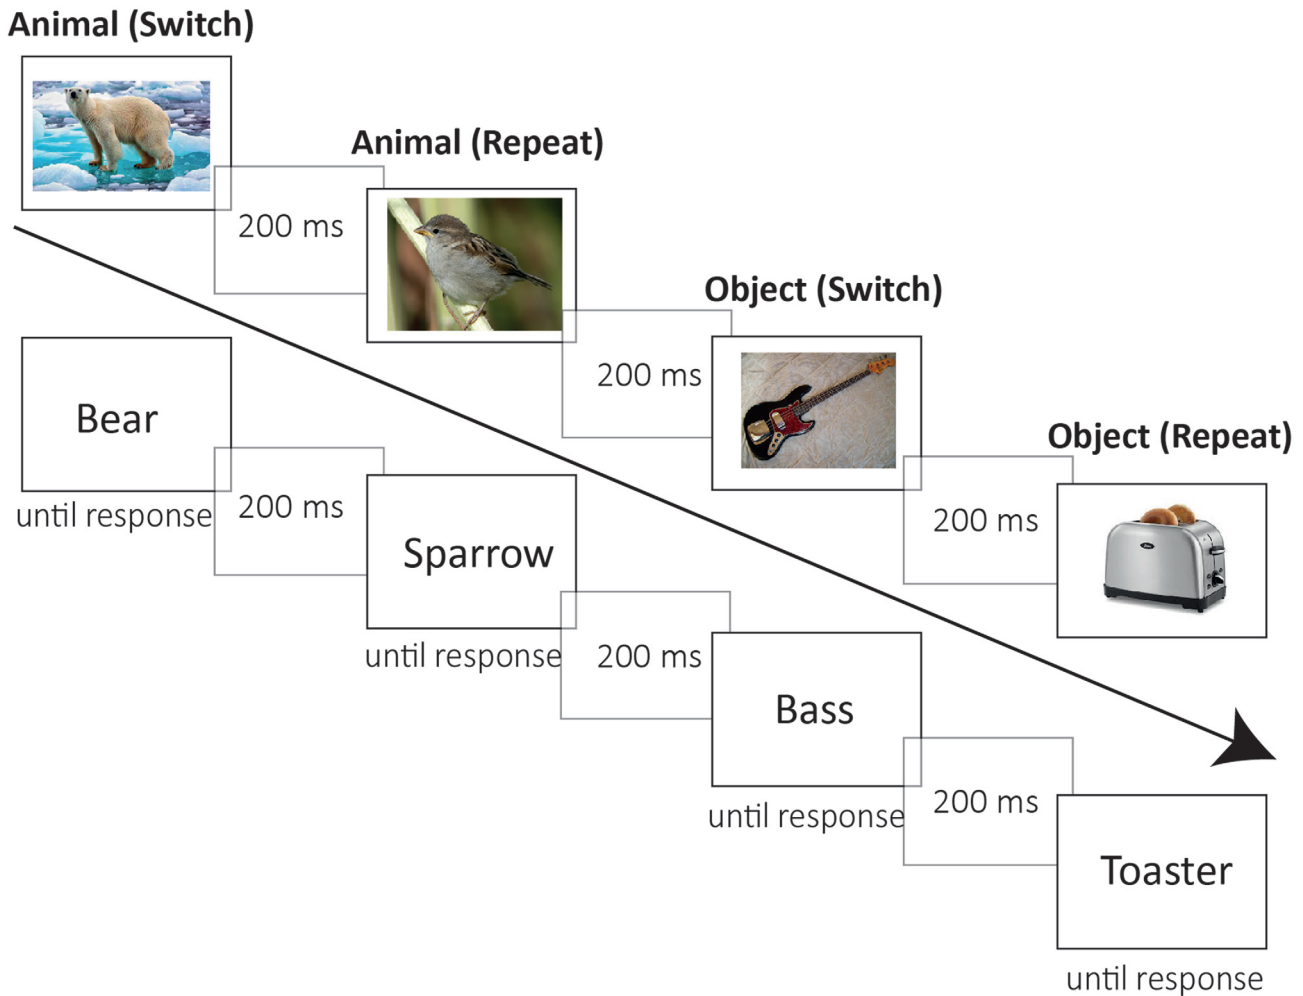 Animal (Switch)
Animal (Repeat)
200 ms
Object (Switch)
200 ms
Object (Repeat)
200 ms
Bear
until response
200 ms
Sparrow
until response
200 ms
Bass
until response
200 ms
Toaster
until response